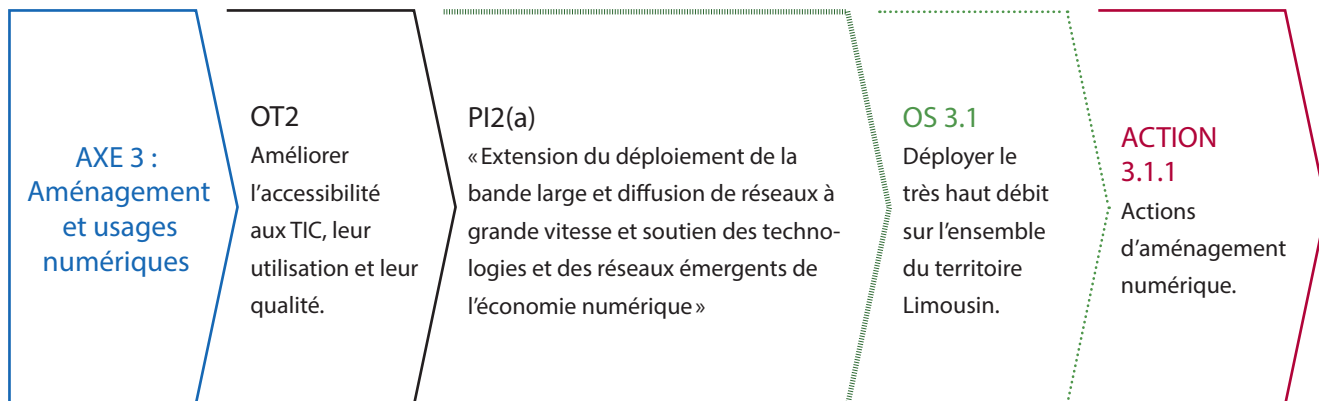 AXE 3 :
Aménagement
et usages
numériques
OT2
Améliorer
l’accessibilité
aux TIC, leur
utilisation et leur
qualité.
PI2(a)
« Extension du déploiement de la
bande large et diffusion de réseaux à
grande vitesse et soutien des techno-
logies et des réseaux émergents de
l’économie numérique »
OS 3.1
Déployer le
très haut débit
sur l’ensemble
du territoire
Limousin.
ACTION
3.1.1
Actions
d’aménagement
numérique.